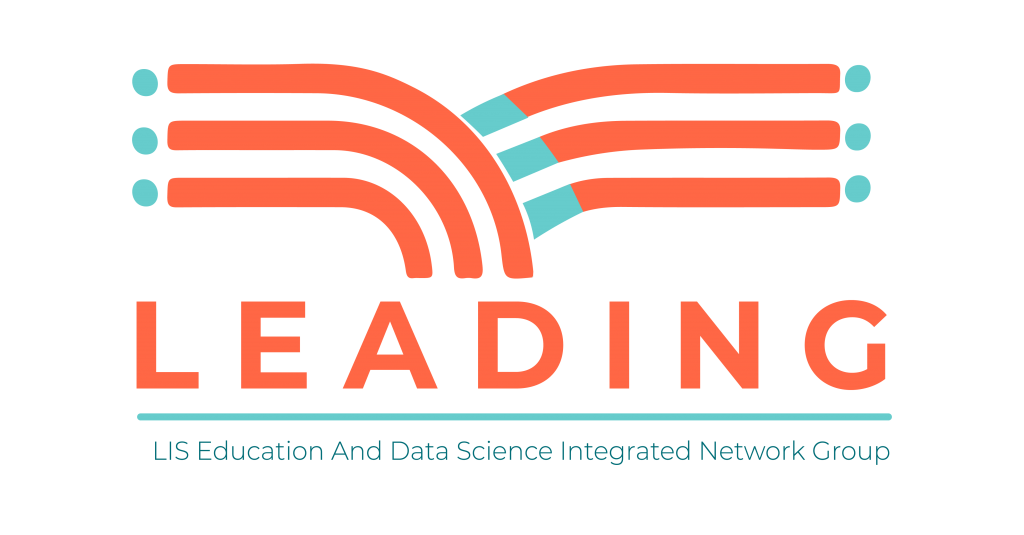 LEADING
LIS Education And Data Science Integrated Network Group